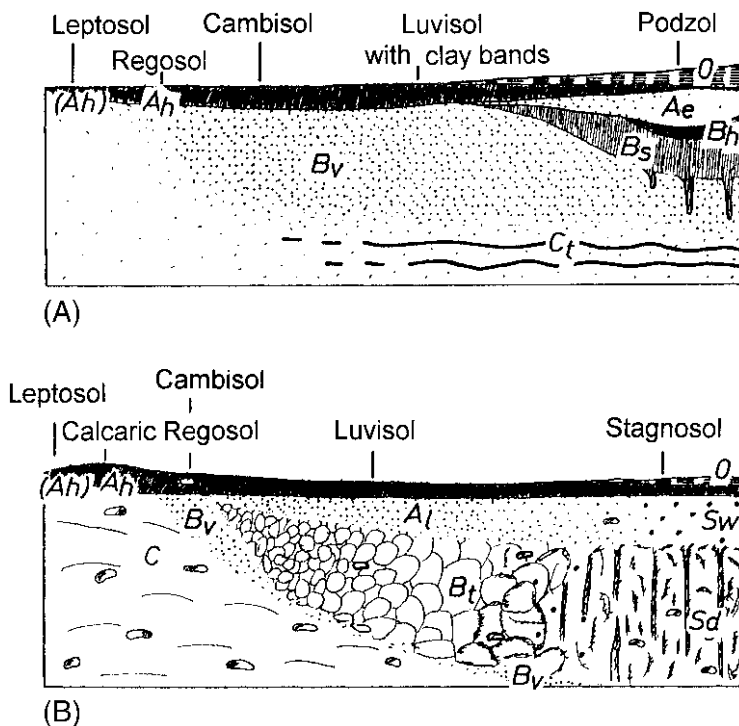 Leptosol Cambisol Luvisol Podzol
Regosol with clay bands
O
(Ah) Ah Ae
Bh
Bs
Bv
Ct
(A)
Cambisol
Leptosol
Calcaric Regosol Luvisol Stagnosol
O
(Ah) Ah
Bv Al Sw
C
Bt
Sd
Bv
(B)